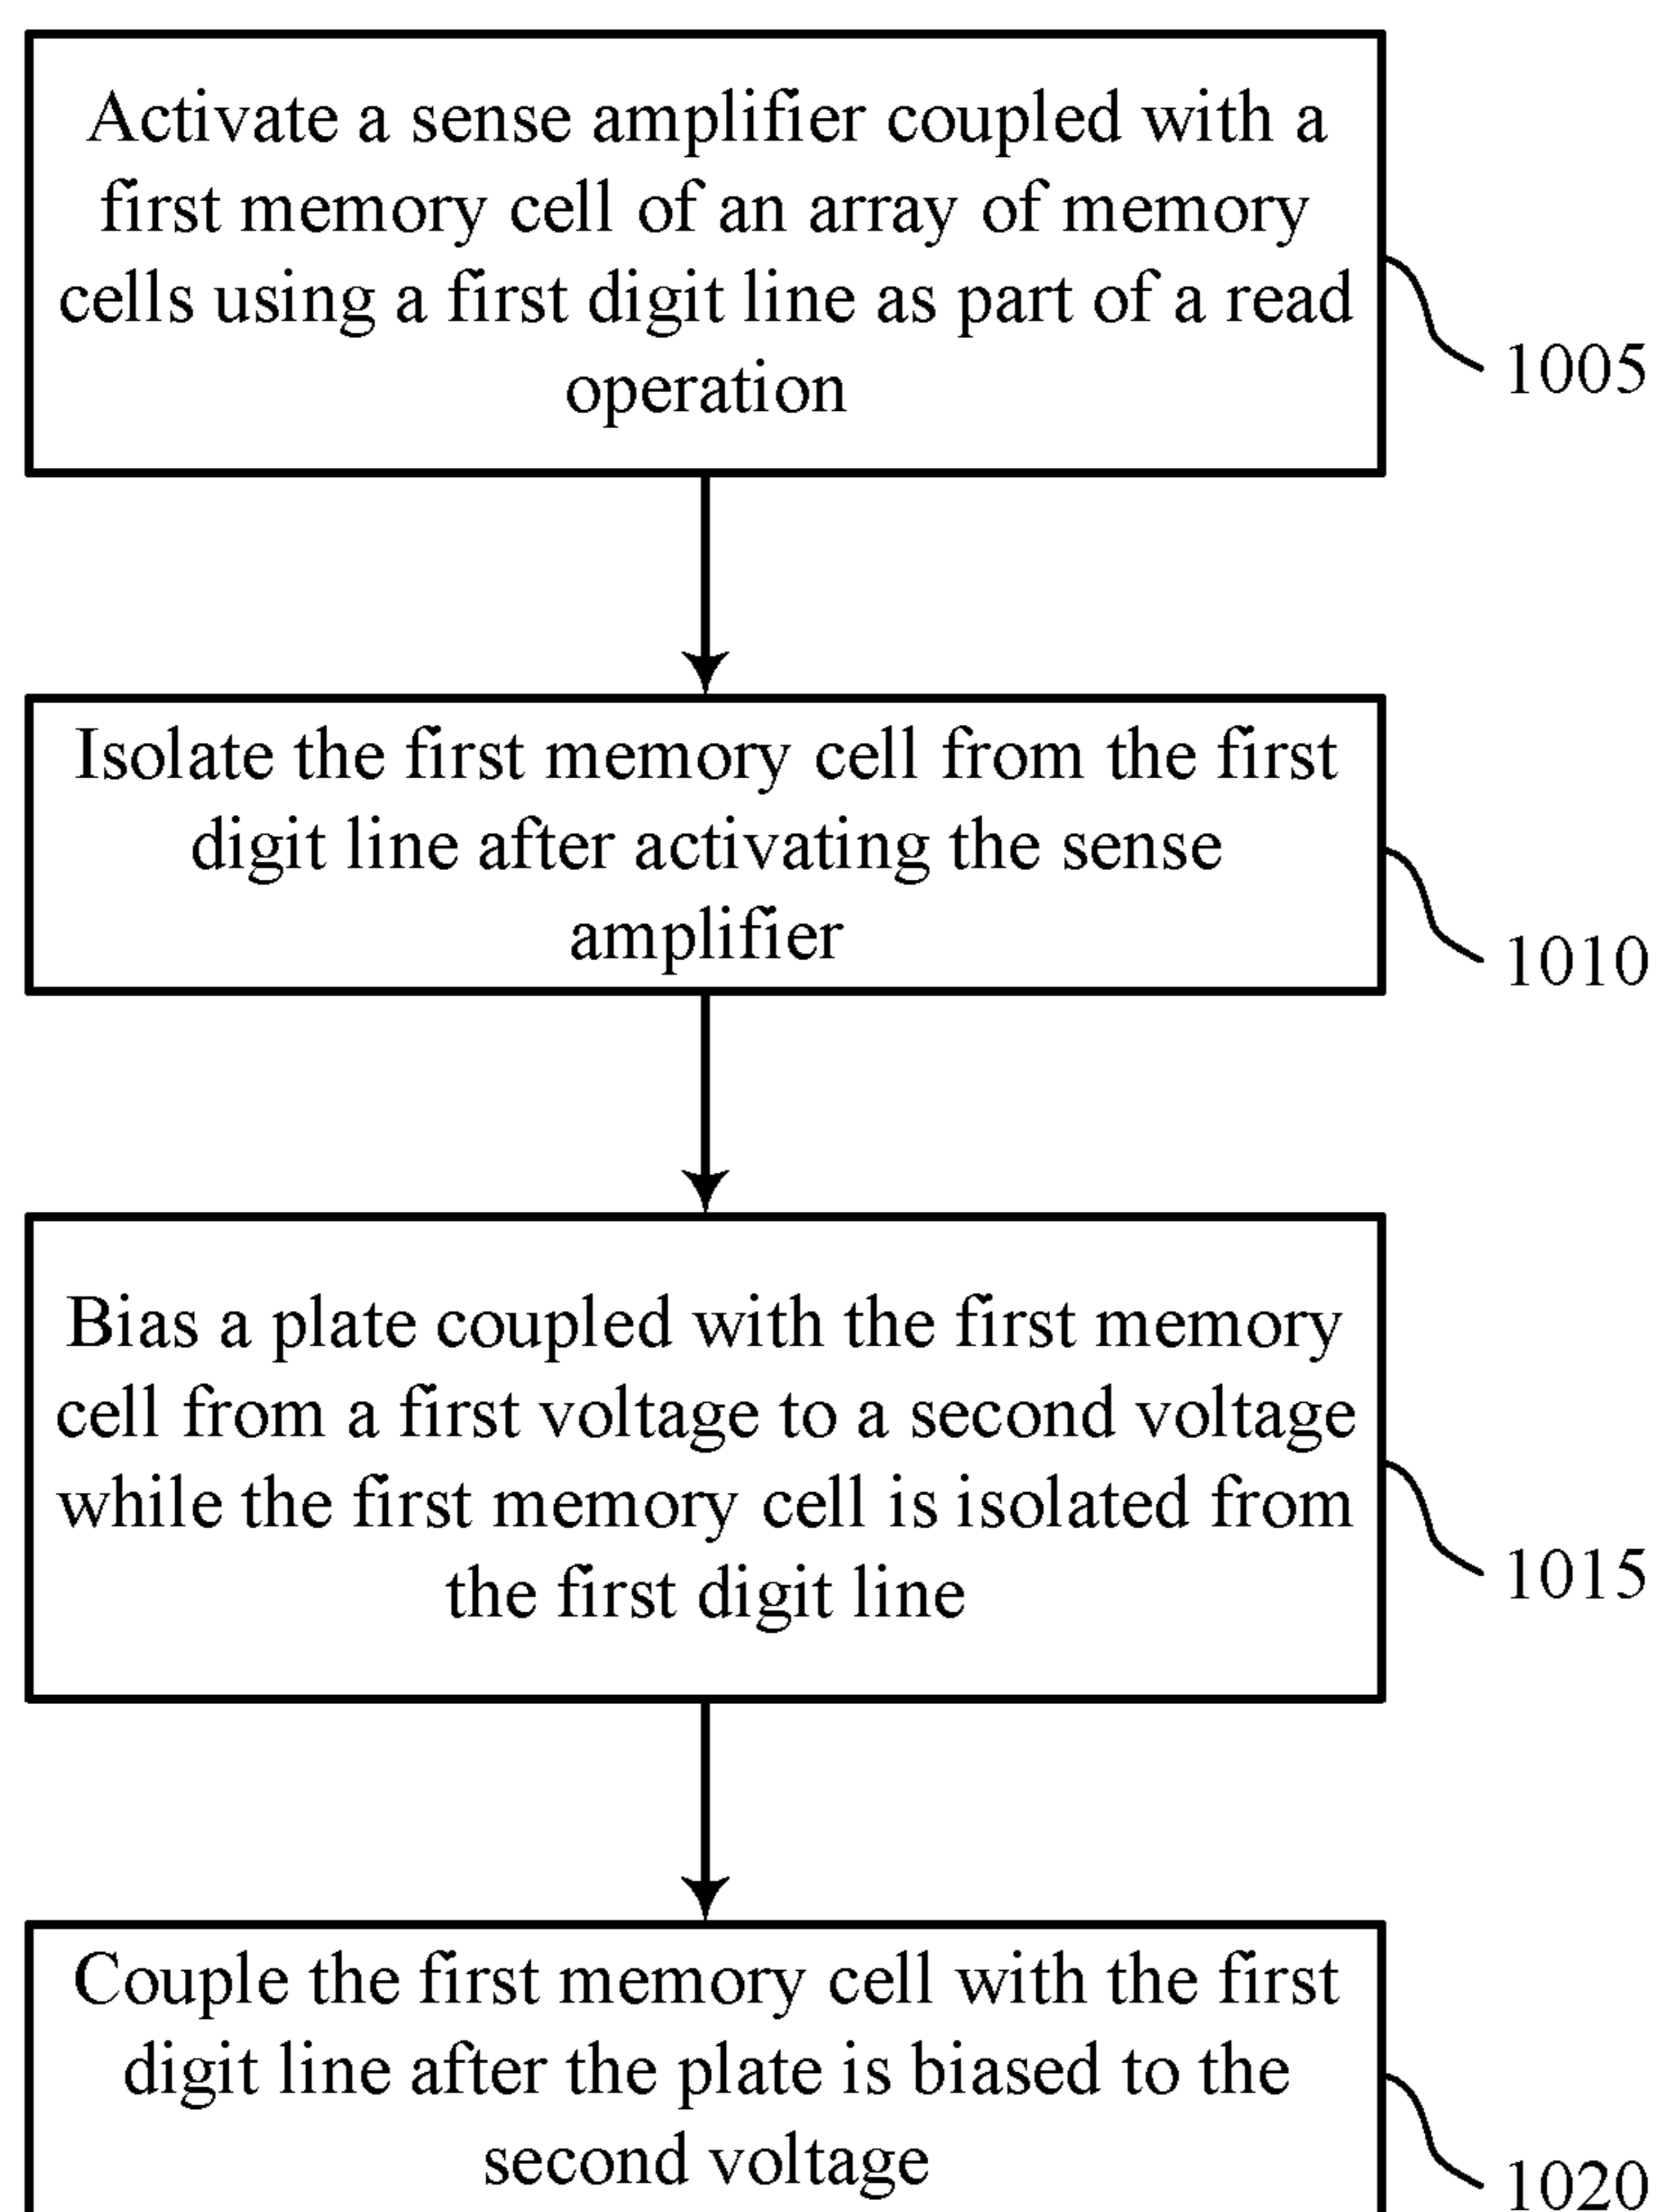 Activate a sense amplifier coupled with a
first memory cell of an array of memory
cells using a first digit line as part of a read
operation
1005
Isolate the first memory cell from the first
digit line after activating the sense
amplifier
1010
Bias a plate coupled with the first memory
cell from a first voltage to a second voltage
while the first memory cell is isolated from
the first digit line
1015
Couple the first memory cell with the first
digit line after the plate is biased to the
second voltage
1020